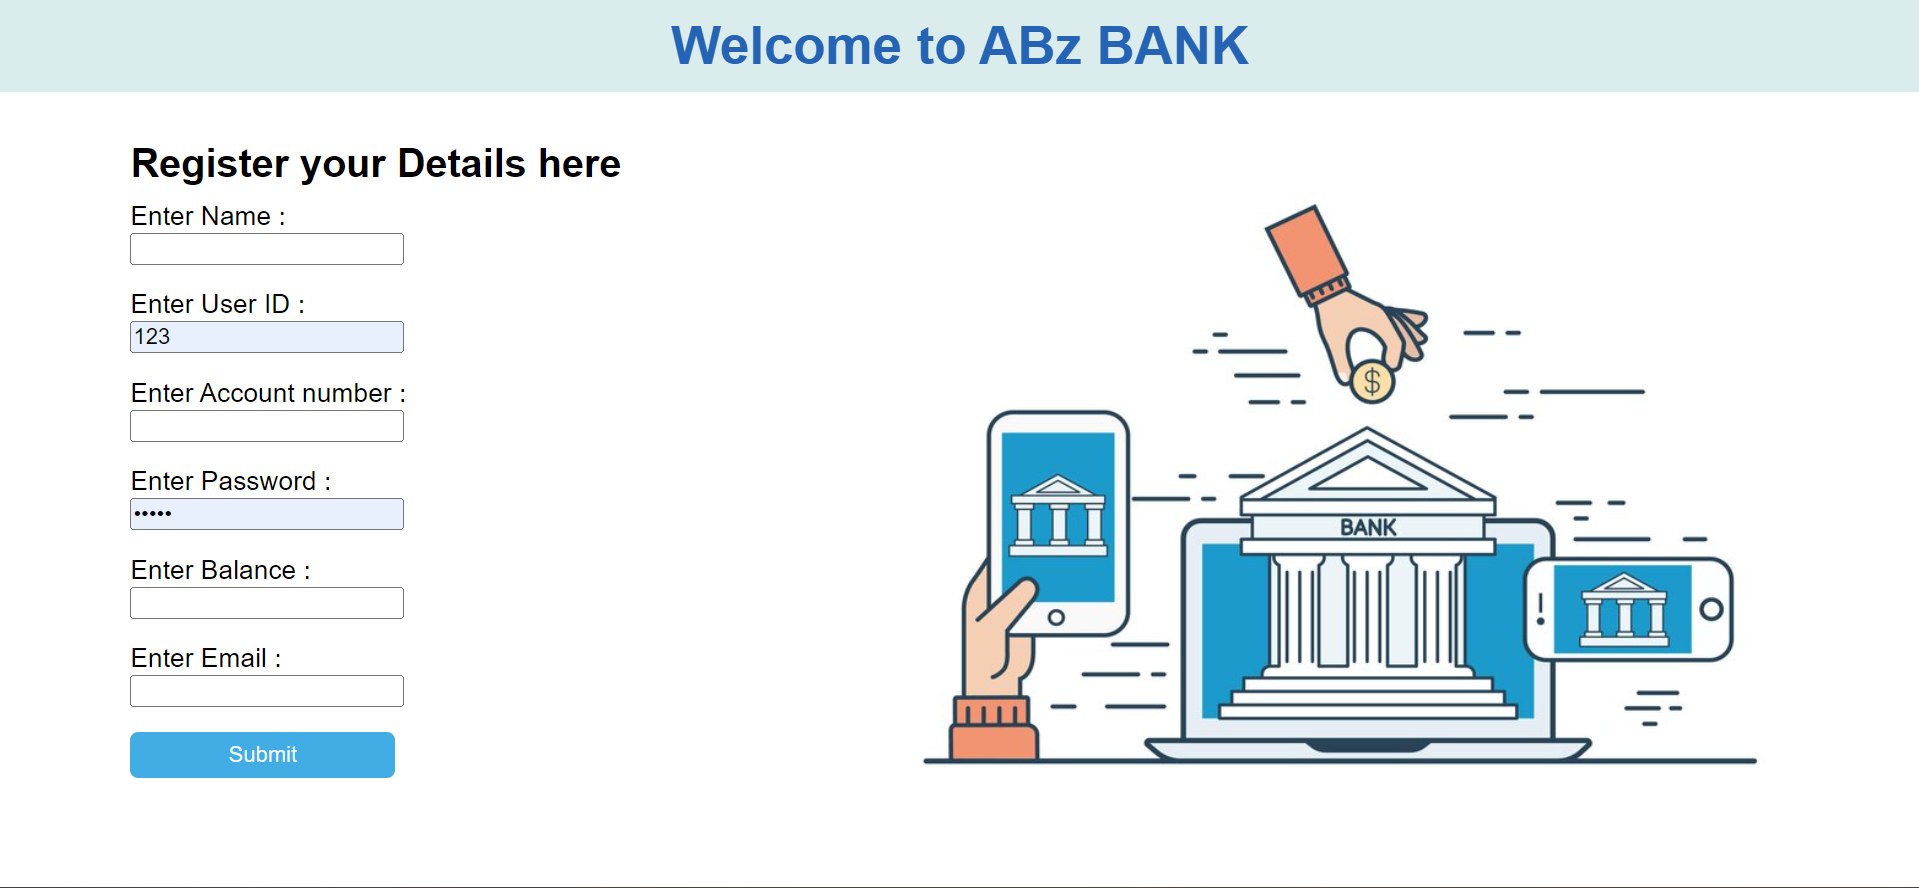 Welcome to ABz BANK
Register your Details here
Enter Name :
Enter User ID :
123
Enter Account number :
Enter Password :
•••••
Enter Balance :
Enter Email :
Submit
$
BANK